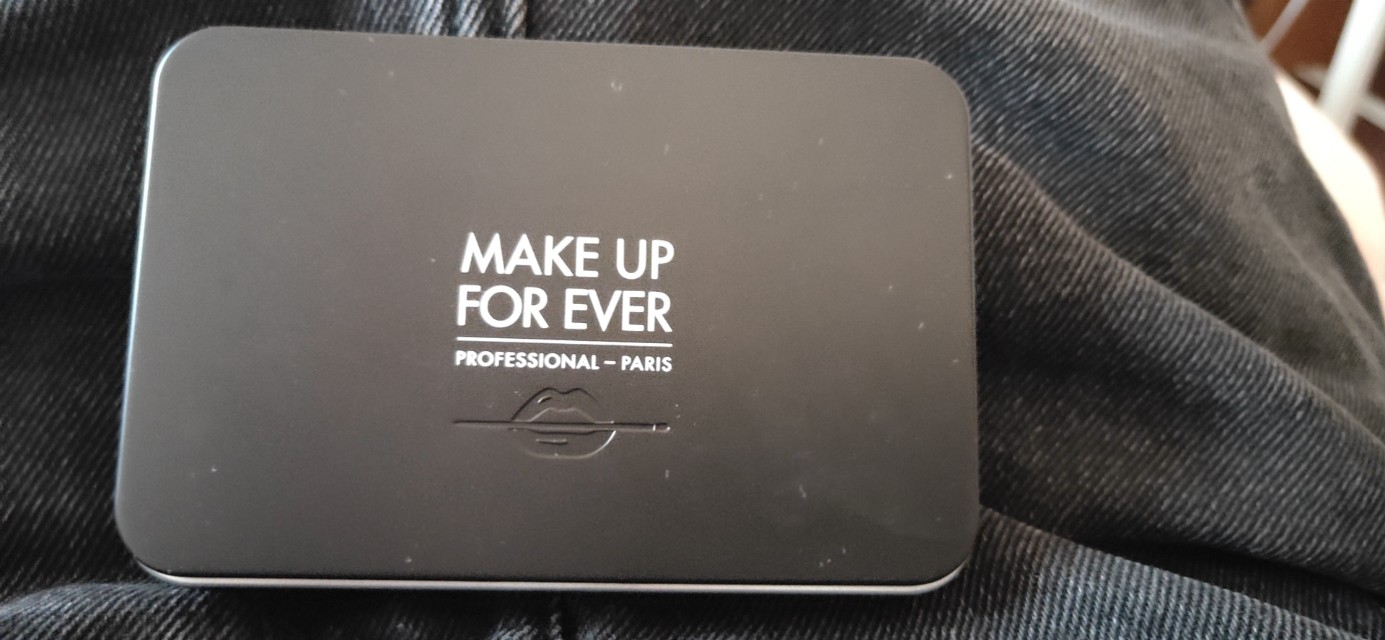 MAKE UP
FOR EVER
PROFESSIONAL – PARIS